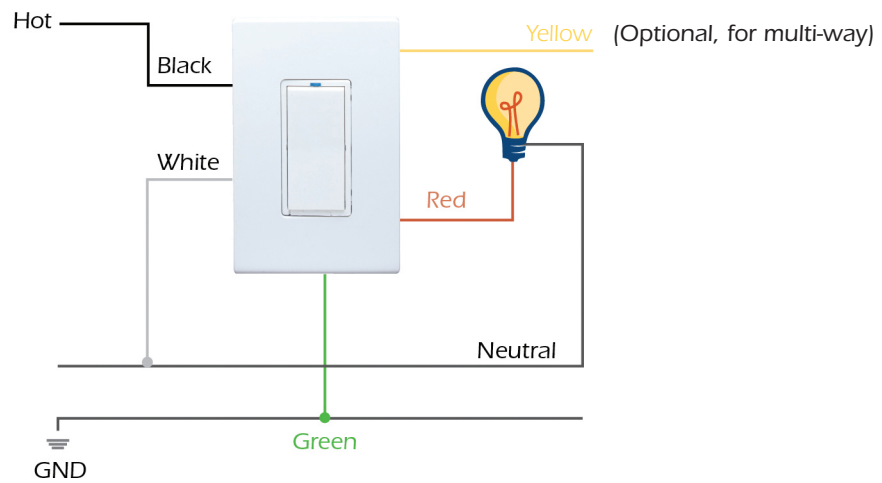 Hot
Yellow (Optional, for multi-way)
Black
White
Red
Neutral
Green
GND